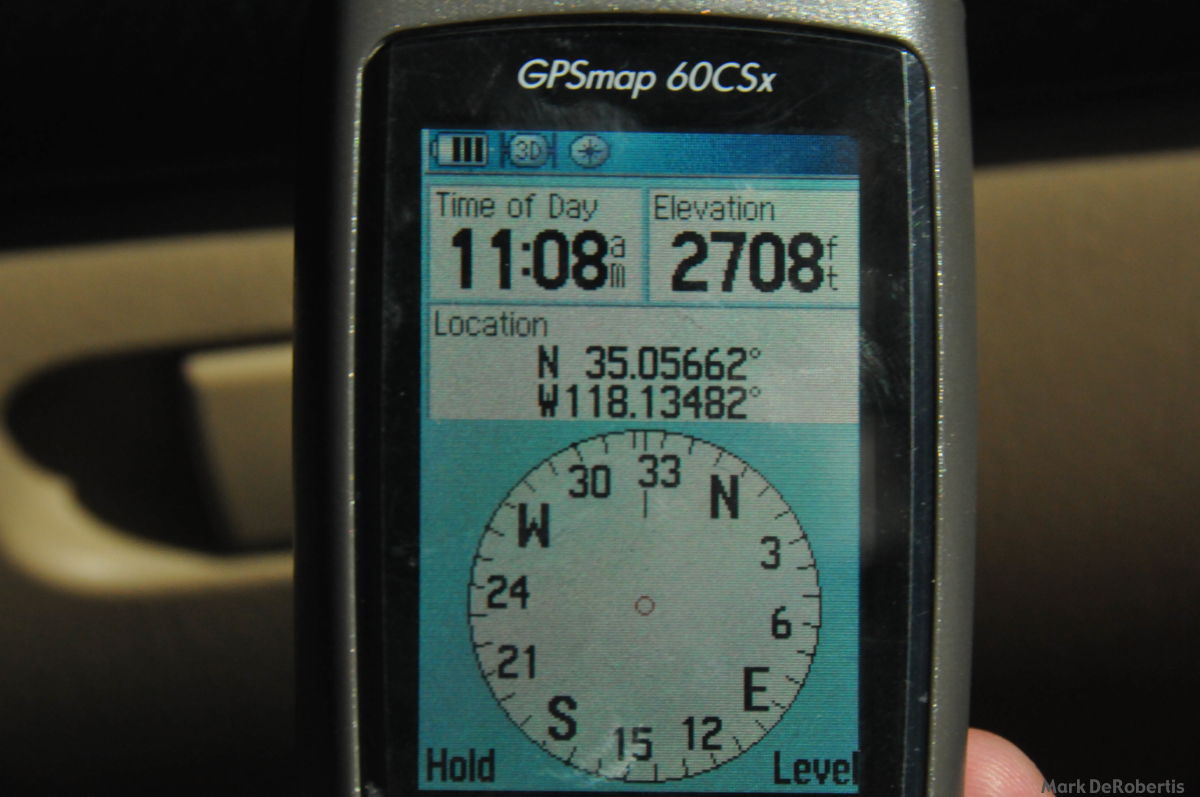 GPSmap 60CSx
3D
Time of Day
11:08am
Elevation
2708ft
Location
N 35.05662°
W118.13482°
30 33 N
W 3
24 6
21 E
S 15 12
Hold Level
Mark DeRobertis